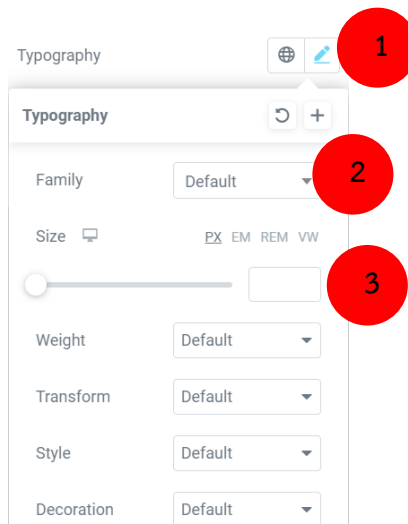 Typography
1
Typography
Family Default
2
Size PX EM REM VW
3
Weight Default
Transform Default
Style Default
Decoration Default